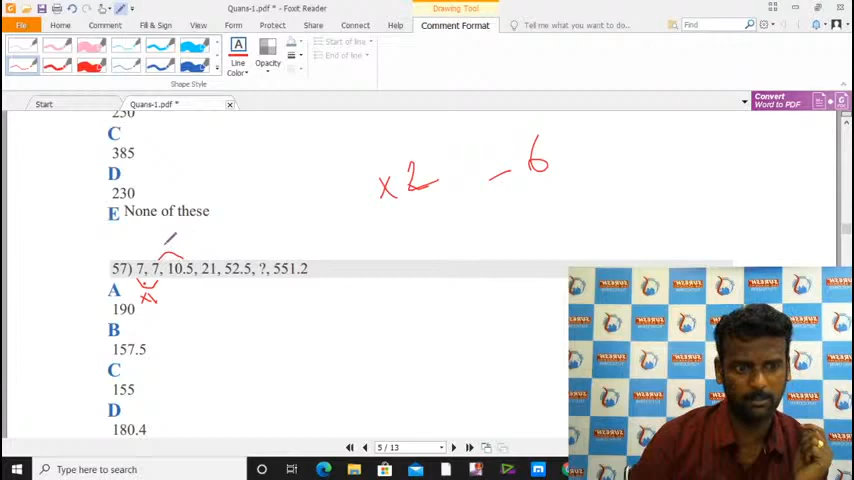 Quans-1.pdf * - Foxit Reader
Drawing Tool
File Home Comment Fill & Sign View Form Protect Share Connect Help Comment Format Tell me what you want to do... Find
Line Color Opacity
Start of line
End of line
Shape Style
Start Quans-1.pdf * Convert Word to PDF
250
C
385
D
230
E None of these
×2 - 6
57) 7, 7, 10.5, 21, 52.5, ?, 551.2
×1
A
190
B
157.5
C
155
D
180.4
5 / 13
Type here to search